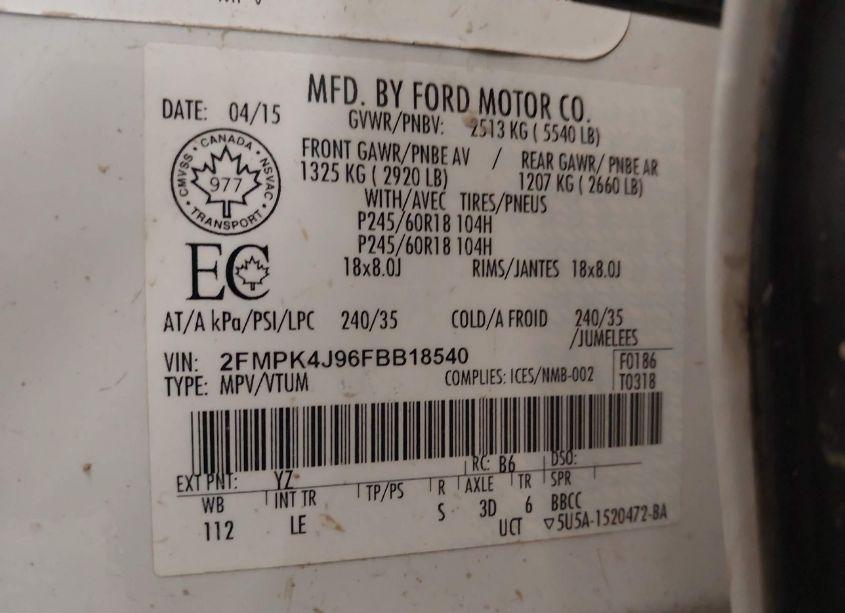 MFD. BY FORD MOTOR CO.
DATE: 04/15
GVWR/PNBV: 2513 KG ( 5540 LB)
FRONT GAWR/PNBE AV / REAR GAWR/ PNBE AR
1325 KG ( 2920 LB) 1207 KG ( 2660 LB)
WITH/AVEC TIRES/PNEUS
P245/60R18 104H
P245/60R18 104H
18x8.0J RIMS/JANTES 18x8.0J
CANADA
CMVSS NSVAC
977
TRANSPORT
EC
AT/A kPa/PSI/LPC 240/35 COLD/A FROID 240/35
/JUMELEES
VIN: 2FMPK4J96FBB18540
TYPE: MPV/VTUM COMPLIES: ICES/NMB-002
F0186
T0318
EXT PNT: YZ RC: B6 DSO:
WB INT TR TP/PS R AXLE TR SPR
112 LE S 3D 6 BBCC
UCT ▽5U5A-1520472-BA